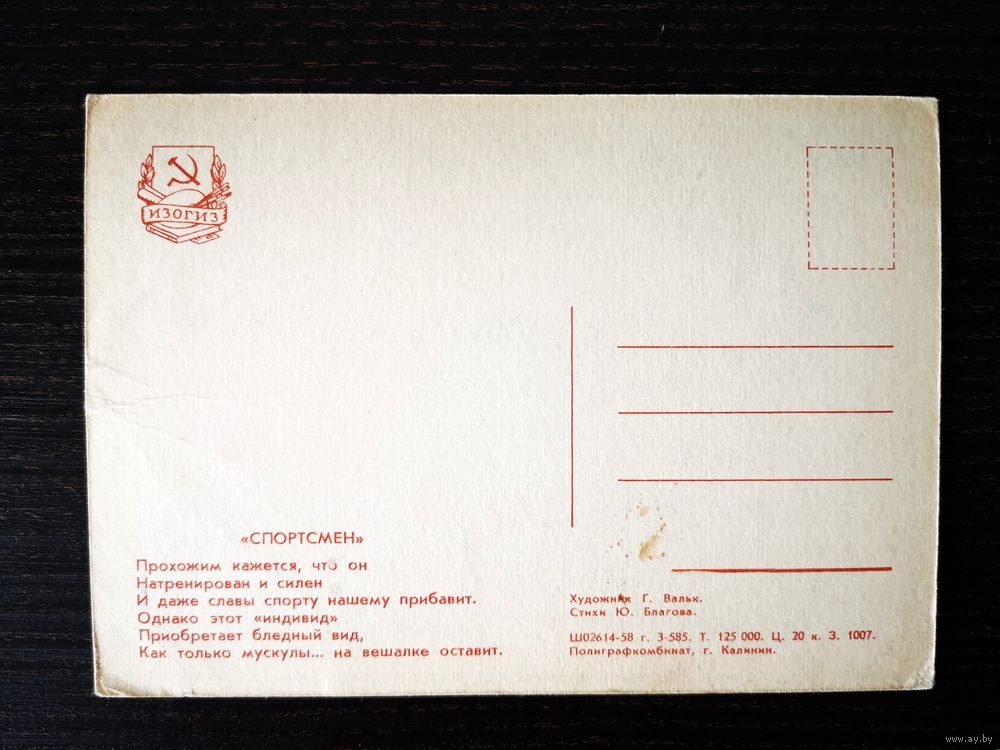 ИЗОГИЗ
«СПОРТСМЕН»
Прохожим кажется, что он
Натренирован и силен
И даже славы спорту нашему прибавит.
Однако этот «индивид»
Приобретает бледный вид,
Как только мускулы... на вешалке оставит.
Художник Г. Вальк.
Стихи Ю. Благова.
Ш02614-58 г. З-585. Т. 125 000. Ц. 20 к. З. 1007.
Полиграфкомбинат, г. Калинин.
www.ay.by